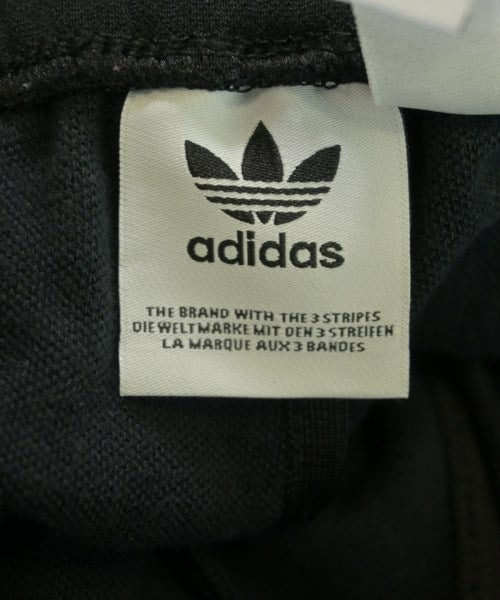 adidas
THE BRAND WITH THE 3 STRIPES
DIE WELTMARKE MIT DEN 3 STREIFEN
LA MARQUE AUX 3 BANDES